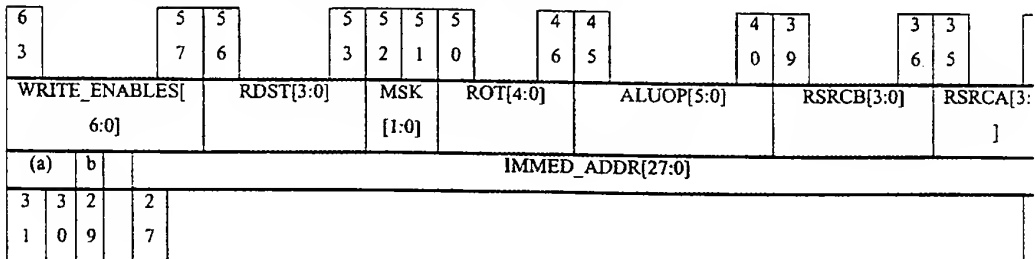 6 5 5 5 5 5 5 4 4 4 3 3 3
3 7 6 3 2 1 0 6 5 0 9 6 5
WRITE_ENABLES[ RDST[3:0] MSK ROT[4:0] ALUOP[5:0] RSRCB[3:0] RSRCA[3:
6:0] [1:0] ]
(a) b IMMED_ADDR[27:0]
3 3 2 2
1 0 9 7